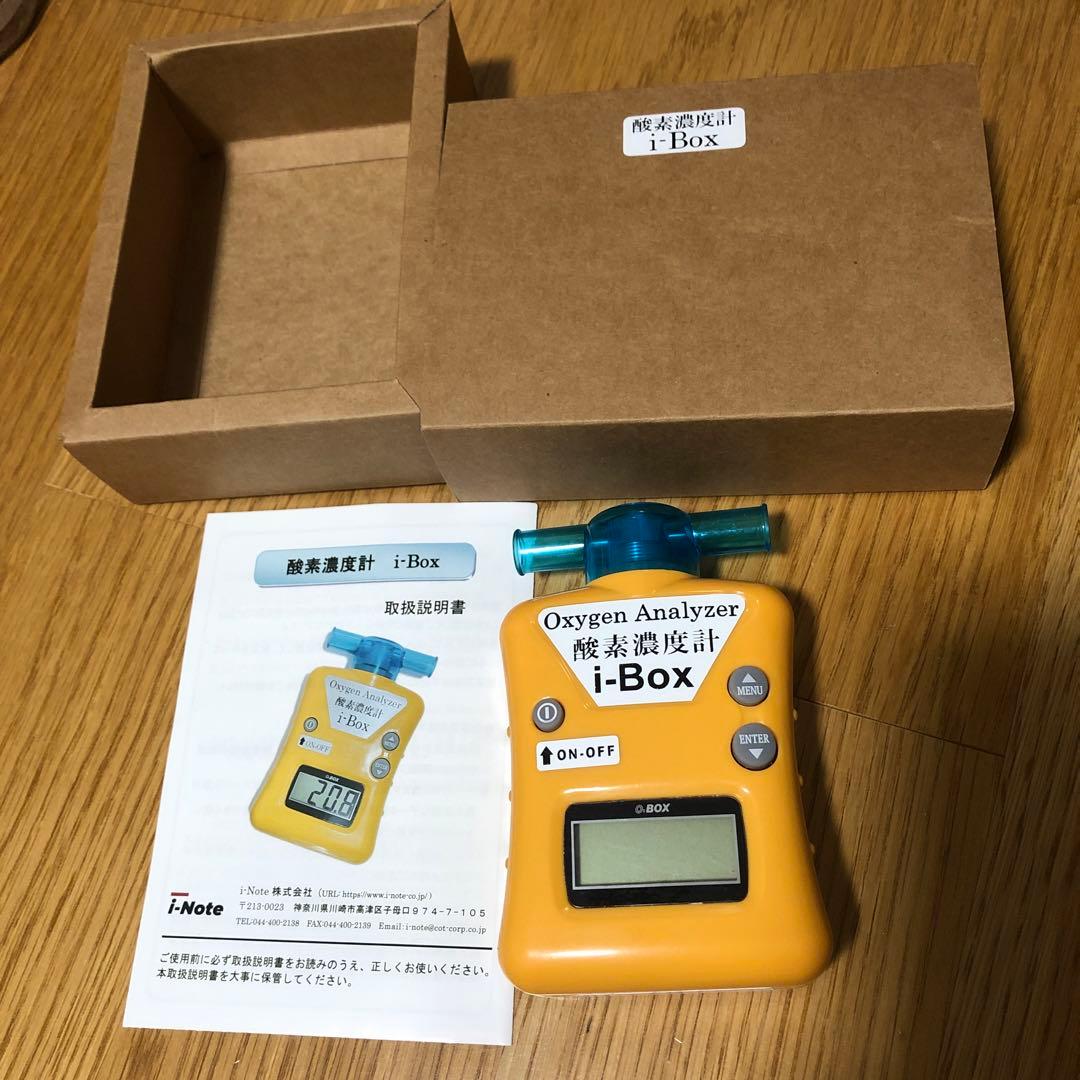 酸素濃度計
i-Box
酸素濃度計 i-Box
取扱説明書
Oxygen Analyzer
酸素濃度計
i-Box
ON-OFF
MENU
ENTER
O₂BOX
20.8
i-Note
i-Note 株式会社（URL: https://www.i-note-co.jp/ )
〒213-0023 神奈川県川崎市高津区子母口９７４-７-１０５
TEL:044-400-2138 FAX:044-400-2139 Email:i-note@cot-corp.co.jp
ご使用前に必ず取扱説明書をお読みのうえ、正しくお使いください。
本取扱説明書を大事に保管してください。
Oxygen Analyzer
酸素濃度計
i-Box
MENU
ENTER
ON-OFF
O₂BOX